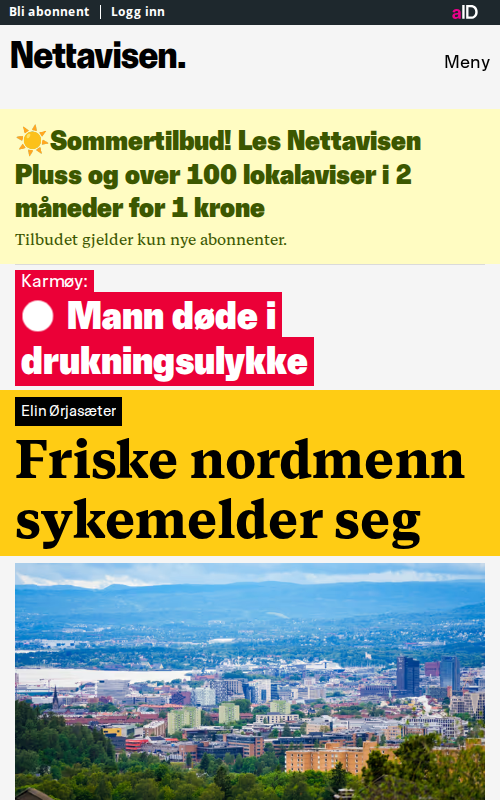 Bli abonnent | Logg inn
aID
Nettavisen.
Meny
☀️Sommertilbud! Les Nettavisen
Pluss og over 100 lokalaviser i 2
måneder for 1 krone
Tilbudet gjelder kun nye abonnenter.
Karmøy:
Mann døde i
drukningsulykke
Elin Ørjasæter
Friske nordmenn
sykemelder seg